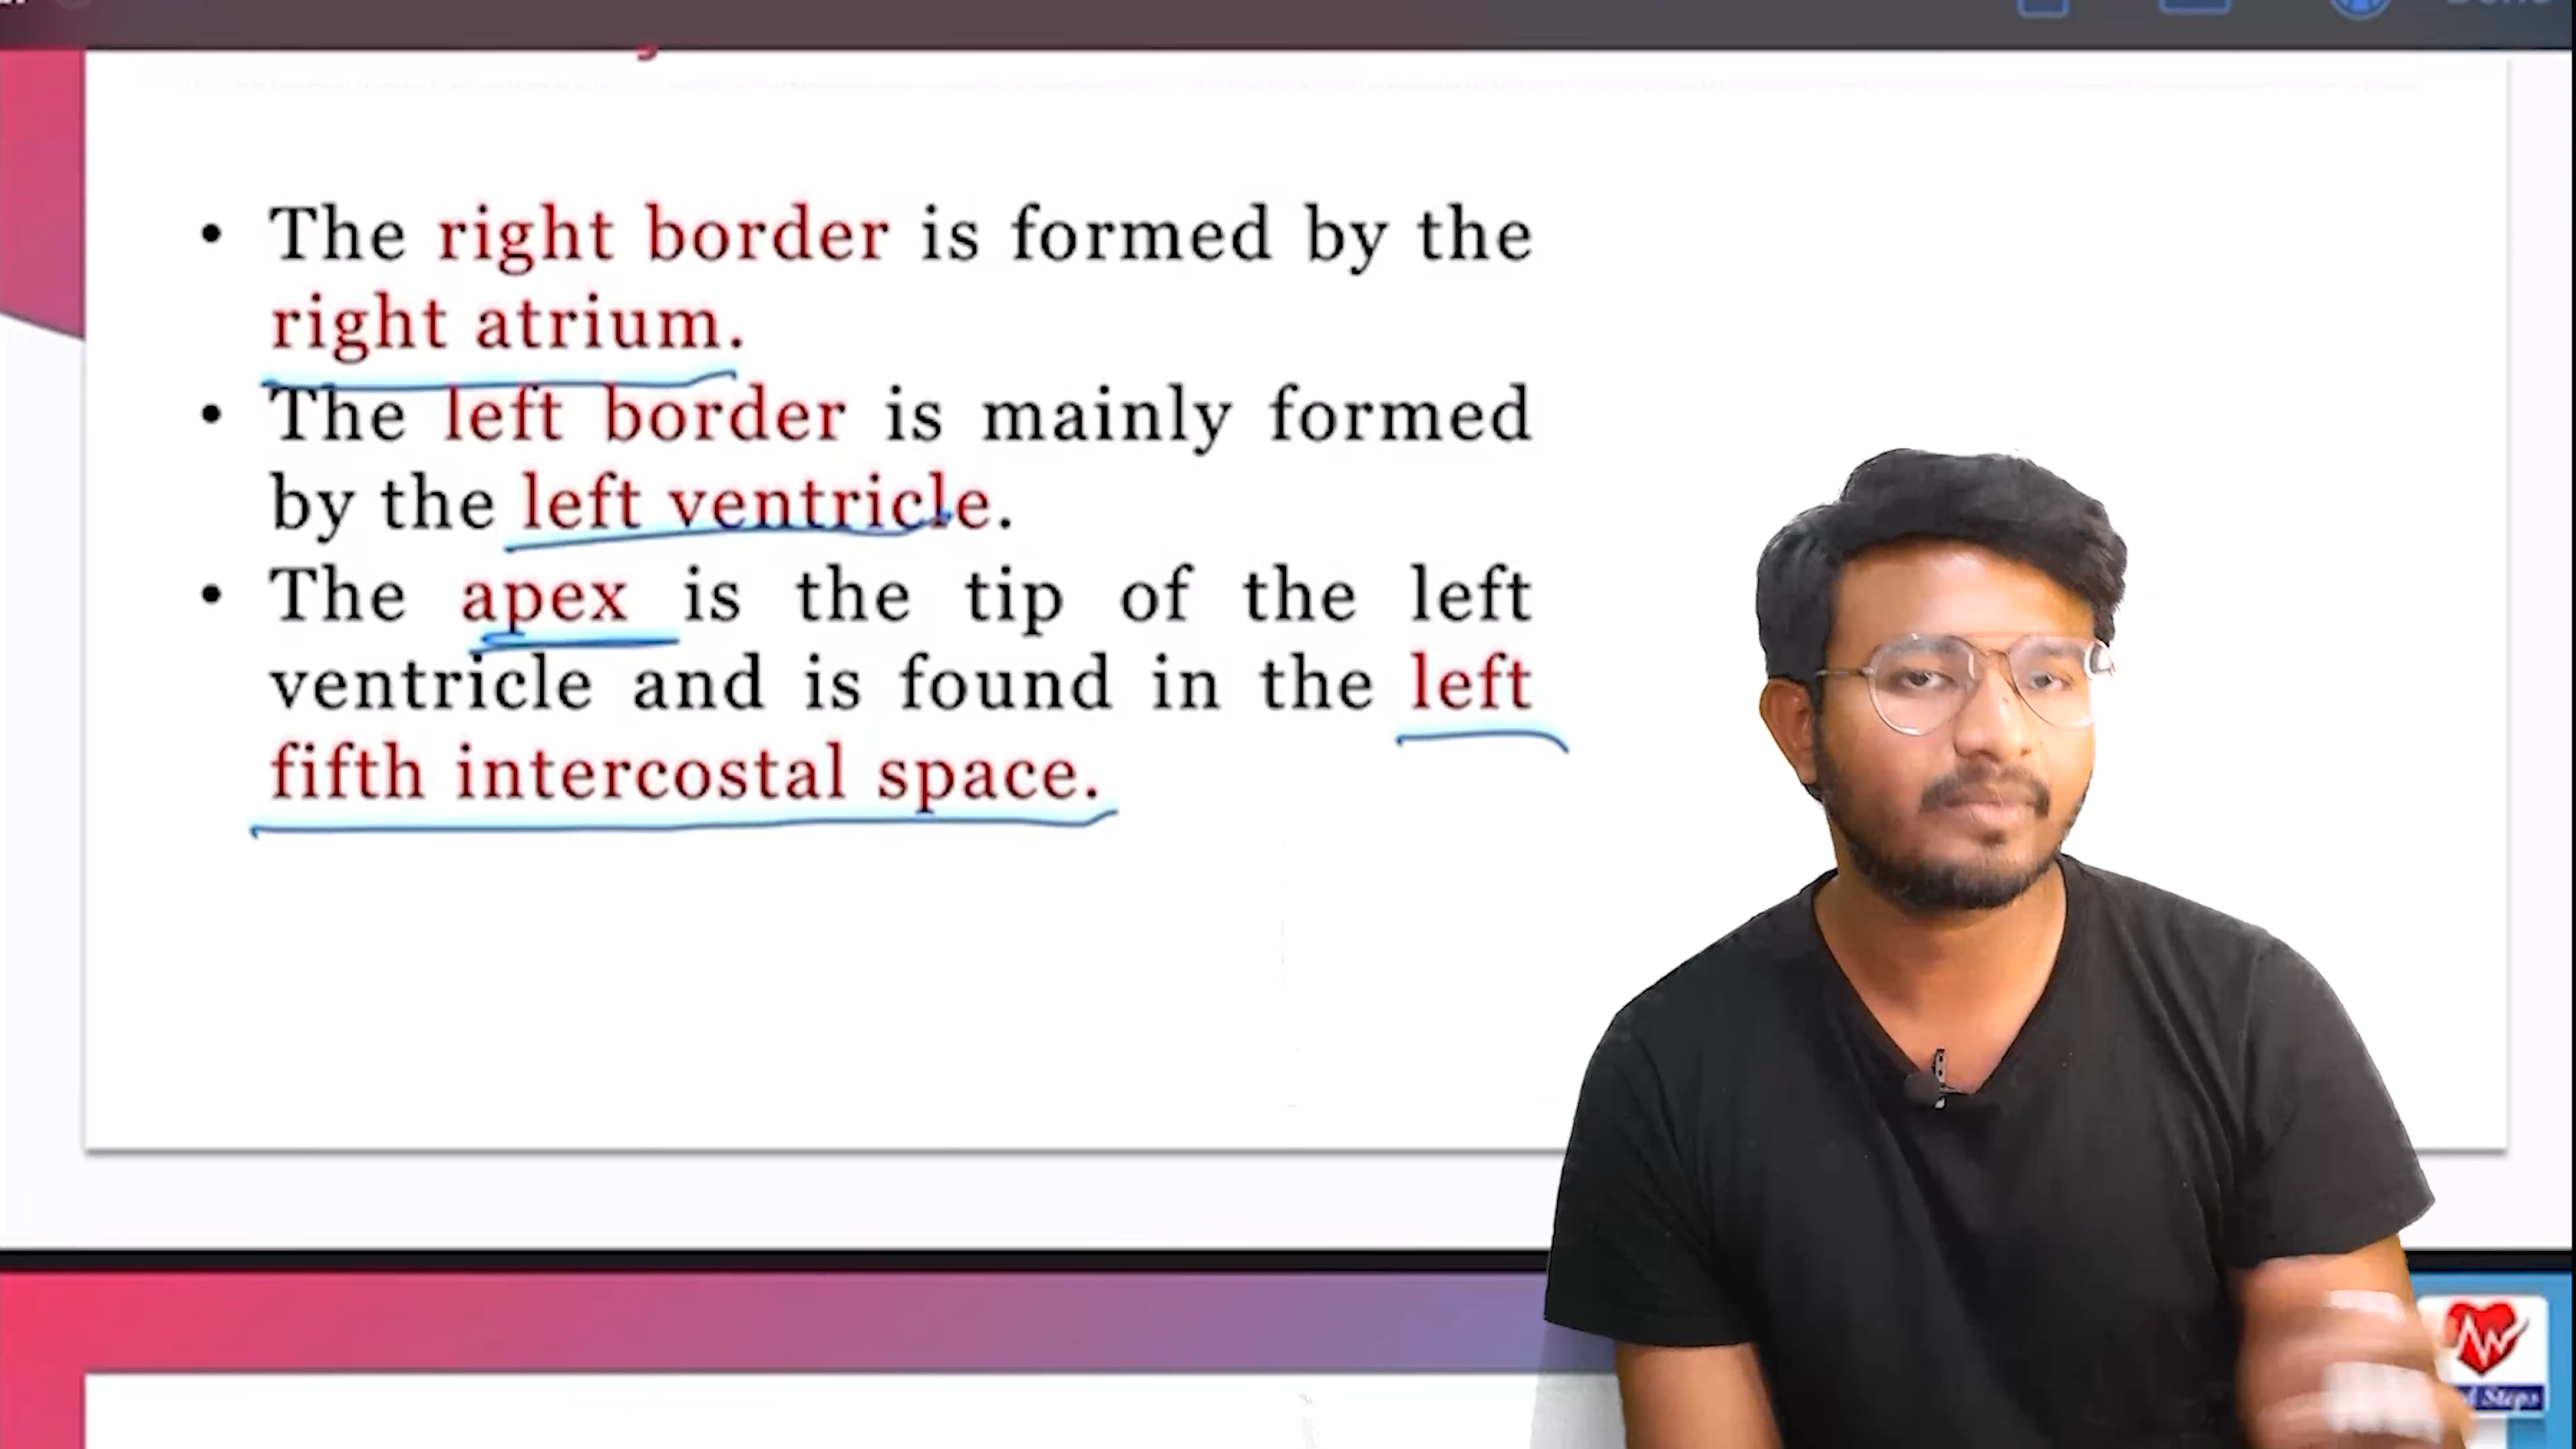 • The right border is formed by the
right atrium.
• The left border is mainly formed
by the left ventricle.
• The apex is the tip of the left
ventricle and is found in the left
fifth intercostal space.
Steps